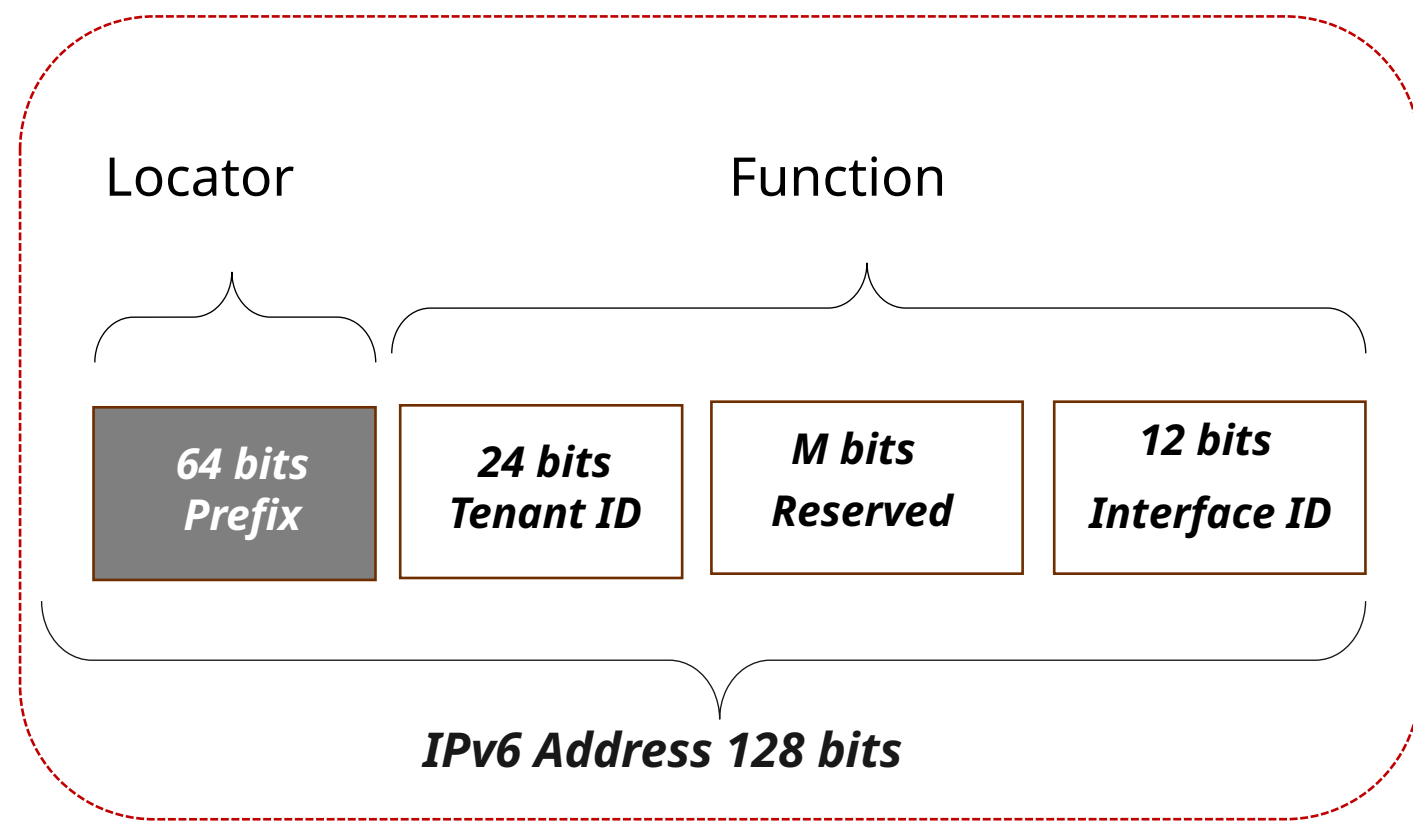 Locator
Function
64 bits
Prefix
24 bits
Tenant ID
M bits
Reserved
12 bits
Interface ID
IPv6 Address 128 bits